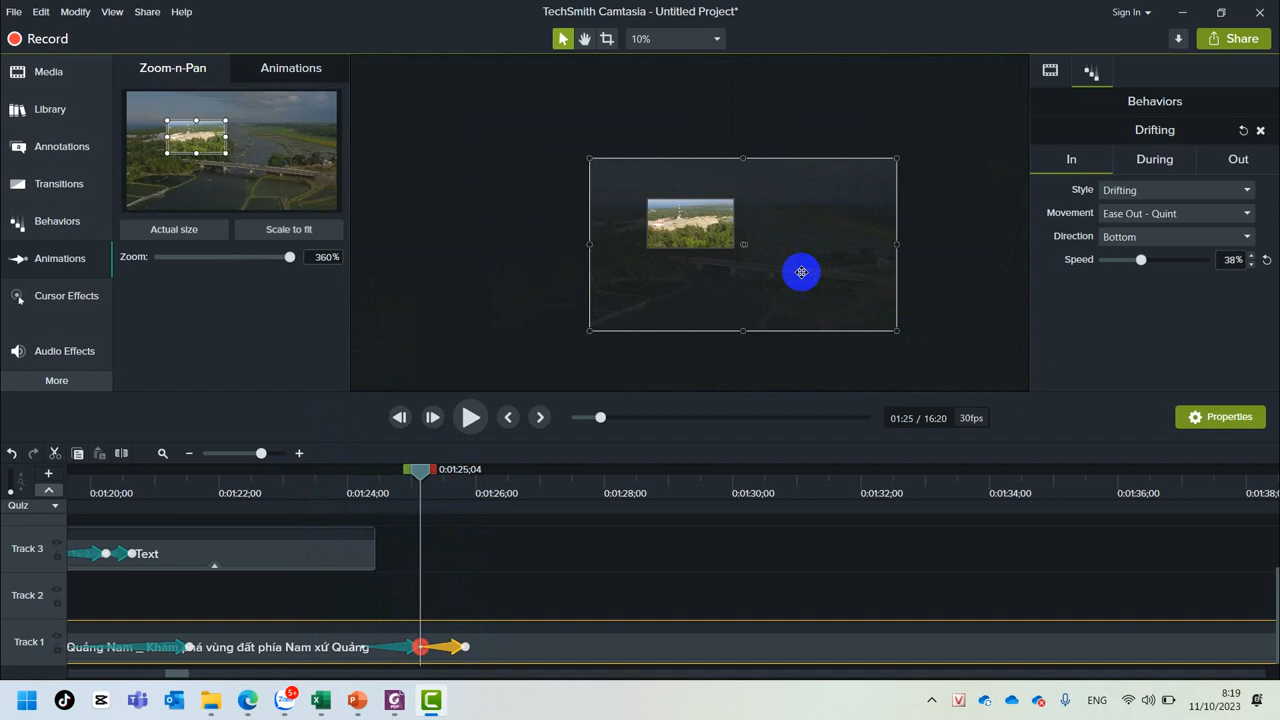 File Edit Modify View Share Help
TechSmith Camtasia - Untitled Project*
Sign In
Record
10%
Share
Media
Library
Annotations
Transitions
Behaviors
Animations
Cursor Effects
Audio Effects
More
Zoom-n-Pan
Animations
Actual size
Scale to fit
Zoom:
360%
Behaviors
Drifting
In
During
Out
Style
Drifting
Movement
Ease Out - Quint
Direction
Bottom
Speed
38%
01:25 / 16:20
30fps
Properties
0:01:25;04
0:01:20;00
0:01:22;00
0:01:24;00
0:01:26;00
0:01:28;00
0:01:30;00
0:01:32;00
0:01:34;00
0:01:36;00
0:01:38;
Quiz
Track 3
Text
Track 2
Track 1
Quảng Nam _ Khám phá vùng đất phía Nam xứ Quảng
5+
Zalo
ENG
8:19
11/10/2023